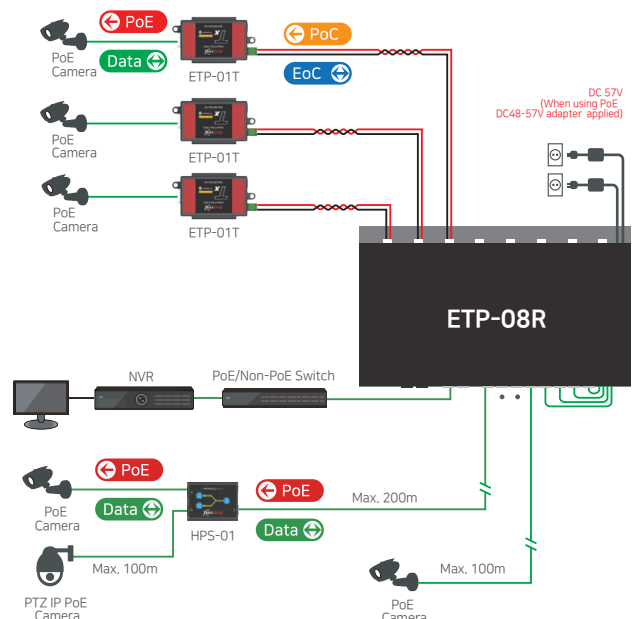 PoE
PoC
PoE
Camera
Data
EoC
ETP-01T
DC 57V
(When using PoE
DC48-57V adapter applied)
PoE
Camera
ETP-01T
PoE
Camera
ETP-01T
ETP-08R
NVR
PoE/Non-PoE Switch
PoE
PoE
Max. 200m
PoE
Camera
Data
Data
HPS-01
Max. 100m
Max. 100m
PTZ IP PoE
Camera
PoE
Camera